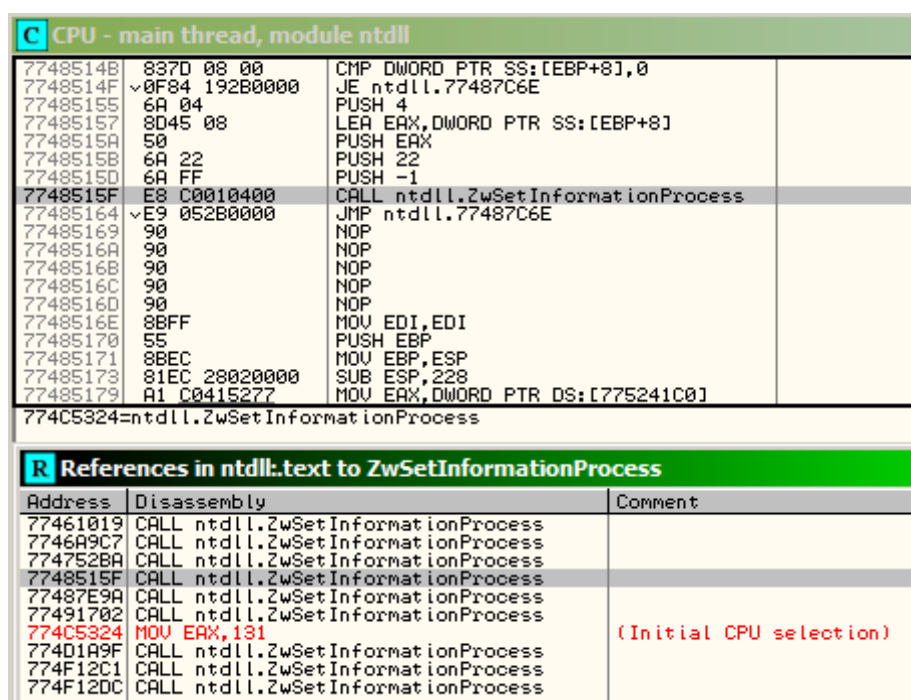 C CPU - main thread, module ntdll
7748514B 837D 08 00 CMP DWORD PTR SS:[EBP+8],0
7748514F ˅0F84 192B0000 JE ntdll.77487C6E
77485155 6A 04 PUSH 4
77485157 8D45 08 LEA EAX,DWORD PTR SS:[EBP+8]
7748515A 50 PUSH EAX
7748515B 6A 22 PUSH 22
7748515D 6A FF PUSH -1
7748515F E8 C0010400 CALL ntdll.ZwSetInformationProcess
77485164 ˅E9 052B0000 JMP ntdll.77487C6E
77485169 90 NOP
7748516A 90 NOP
7748516B 90 NOP
7748516C 90 NOP
7748516D 90 NOP
7748516E 8BFF MOV EDI,EDI
77485170 55 PUSH EBP
77485171 8BEC MOV EBP,ESP
77485173 81EC 28020000 SUB ESP,228
77485179 A1 C0415277 MOV EAX,DWORD PTR DS:[775241C0]
774C5324=ntdll.ZwSetInformationProcess
R References in ntdll:.text to ZwSetInformationProcess
Address Disassembly Comment
77461019 CALL ntdll.ZwSetInformationProcess
7746A9C7 CALL ntdll.ZwSetInformationProcess
774752BA CALL ntdll.ZwSetInformationProcess
7748515F CALL ntdll.ZwSetInformationProcess
77487E9A CALL ntdll.ZwSetInformationProcess
77491702 CALL ntdll.ZwSetInformationProcess
774C5324 MOV EAX,131 (Initial CPU selection)
774D1A9F CALL ntdll.ZwSetInformationProcess
774F12C1 CALL ntdll.ZwSetInformationProcess
774F12DC CALL ntdll.ZwSetInformationProcess